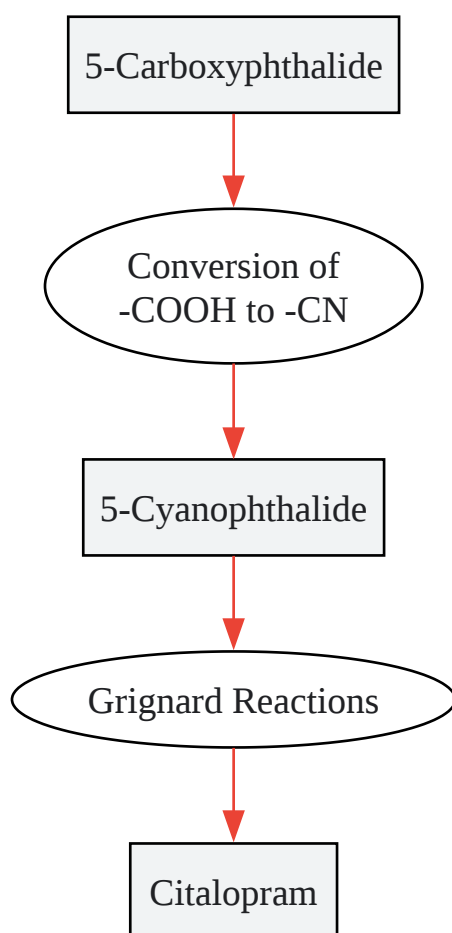 5-Carboxyphthalide
Conversion of
-COOH to -CN
5-Cyanophthalide
Grignard Reactions
Citalopram